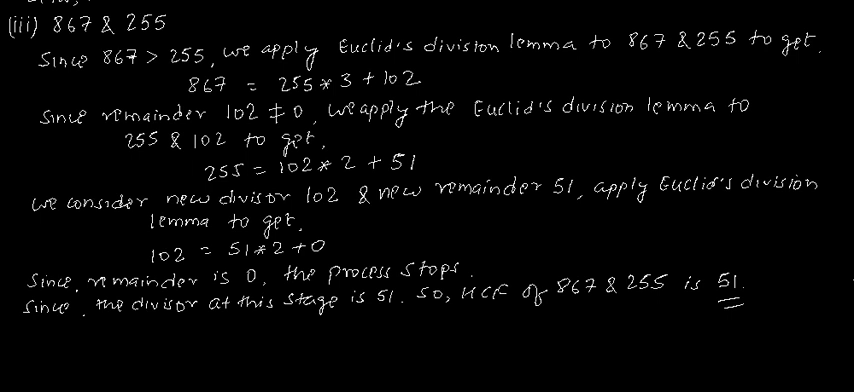 (iii) 867 & 255
Since 867 > 255, we apply Euclid's division lemma to 867 & 255 to get,
867 = 255 * 3 + 102
Since remainder 102 ≠ 0, we apply the Euclid's division lemma to
255 & 102 to get,
255 = 102 * 2 + 51
We consider new divisor 102 & new remainder 51, apply Euclid's division
lemma to get,
102 = 51 * 2 + 0
Since, remainder is 0, the process stops.
Since, the divisor at this stage is 51. So, HCF of 867 & 255 is 51.